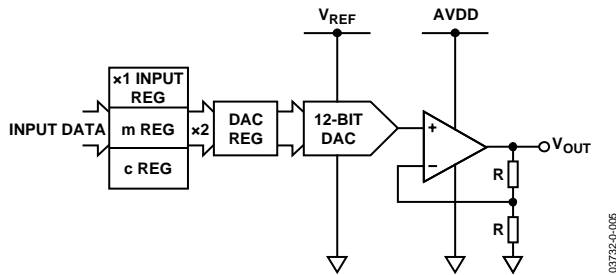 VREF
AVDD
×1 INPUT
REG
INPUT DATA
m REG
×2
DAC
REG
12-BIT
DAC
+
–
VOUT
c REG
R
R
03732-0-005